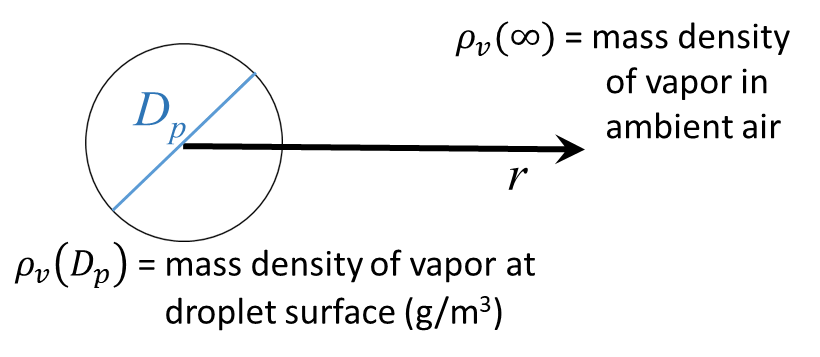 ρᵥ(∞) = mass density
of vapor in
ambient air
Dₚ
r
ρᵥ(Dₚ) = mass density of vapor at
droplet surface (g/m³)